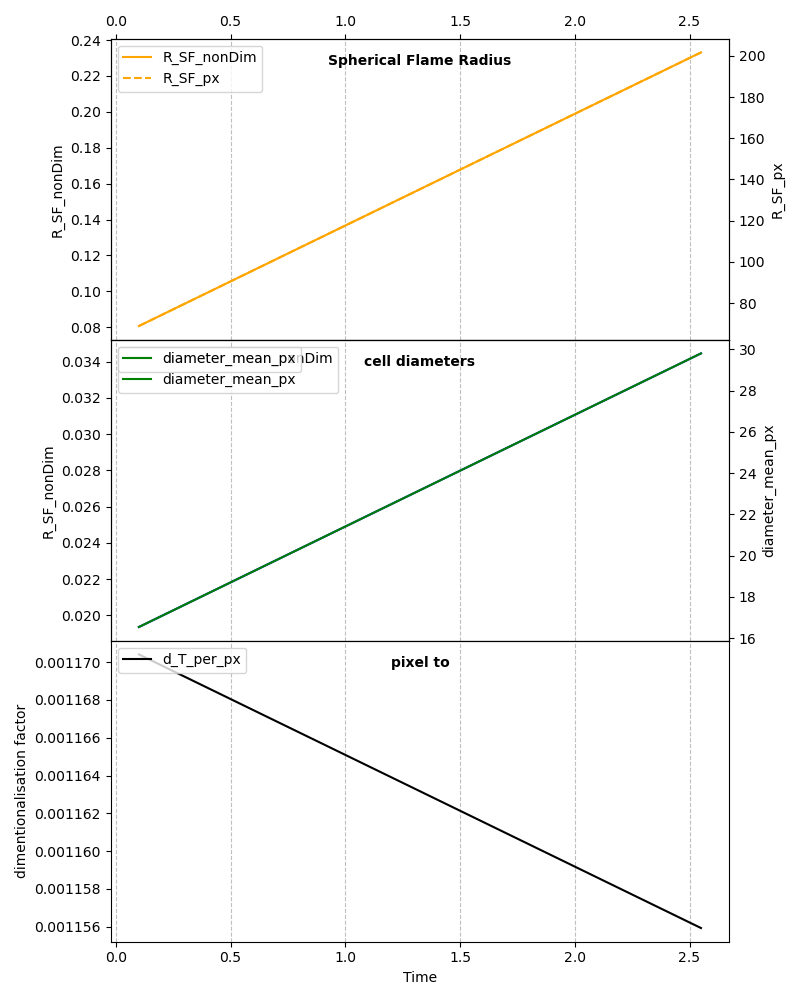 0.0 0.5 1.0 1.5 2.0 2.5
Spherical Flame Radius
R_SF_nonDim
R_SF_px
0.24
0.22
0.20
0.18
0.16
0.14
0.12
0.10
0.08
R_SF_nonDim
200
180
160
140
120
100
80
R_SF_px
cell diameters
diameter_mean_pxnDim
diameter_mean_px
0.034
0.032
0.030
0.028
0.026
0.024
0.022
0.020
R_SF_nonDim
30
28
26
24
22
20
18
16
diameter_mean_px
pixel to
d_T_per_px
0.001170
0.001168
0.001166
0.001164
0.001162
0.001160
0.001158
0.001156
dimentionalisation factor
0.0 0.5 1.0 1.5 2.0 2.5
Time